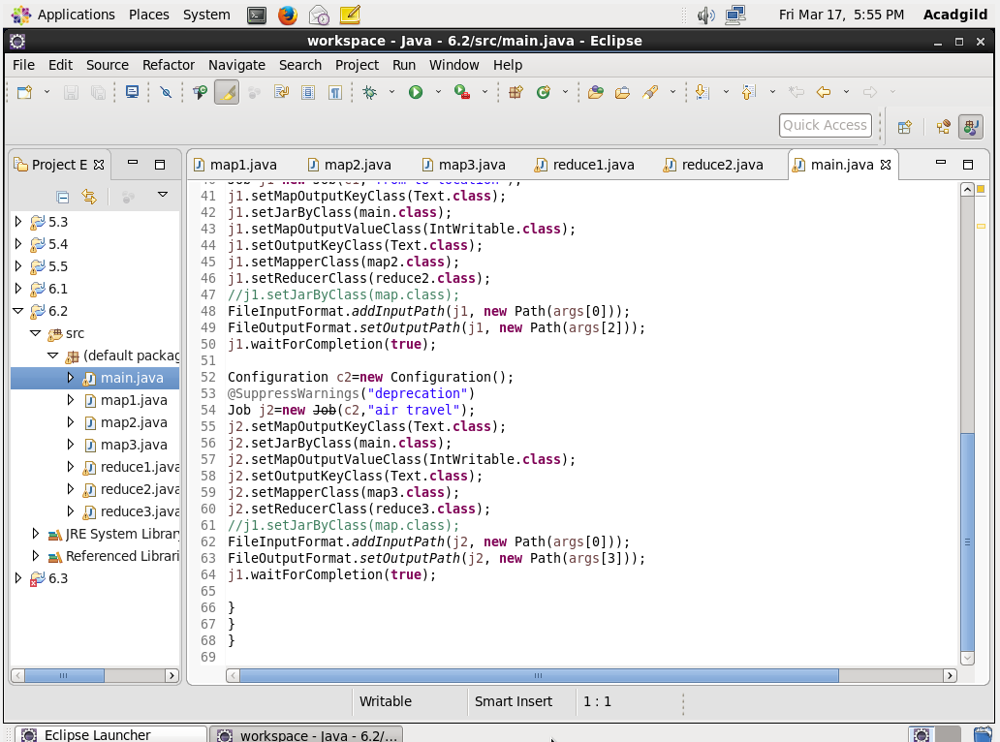 Applications Places System
Fri Mar 17, 5:55 PM Acadgild
workspace - Java - 6.2/src/main.java - Eclipse
File Edit Source Refactor Navigate Search Project Run Window Help
Quick Access
Project E
map1.java map2.java map3.java reduce1.java reduce2.java main.java
5.3
5.4
5.5
6.1
6.2
src
(default packag
main.java
map1.java
map2.java
map3.java
reduce1.java
reduce2.java
reduce3.java
JRE System Library
Referenced Librari
6.3
40 Job j1=new Job(c1,"from to location");
41 j1.setMapOutputKeyClass(Text.class);
42 j1.setJarByClass(main.class);
43 j1.setMapOutputValueClass(IntWritable.class);
44 j1.setOutputKeyClass(Text.class);
45 j1.setMapperClass(map2.class);
46 j1.setReducerClass(reduce2.class);
47 //j1.setJarByClass(map.class);
48 FileInputFormat.addInputPath(j1, new Path(args[0]));
49 FileOutputFormat.setOutputPath(j1, new Path(args[2]));
50 j1.waitForCompletion(true);
51
52 Configuration c2=new Configuration();
53 @SuppressWarnings("deprecation")
54 Job j2=new Job(c2,"air travel");
55 j2.setMapOutputKeyClass(Text.class);
56 j2.setJarByClass(main.class);
57 j2.setMapOutputValueClass(IntWritable.class);
58 j2.setOutputKeyClass(Text.class);
59 j2.setMapperClass(map3.class);
60 j2.setReducerClass(reduce3.class);
61 //j1.setJarByClass(map.class);
62 FileInputFormat.addInputPath(j2, new Path(args[0]));
63 FileOutputFormat.setOutputPath(j2, new Path(args[3]));
64 j1.waitForCompletion(true);
65
66 }
67 }
68 }
69
Writable Smart Insert 1 : 1
Eclipse Launcher workspace - Java - 6.2/...